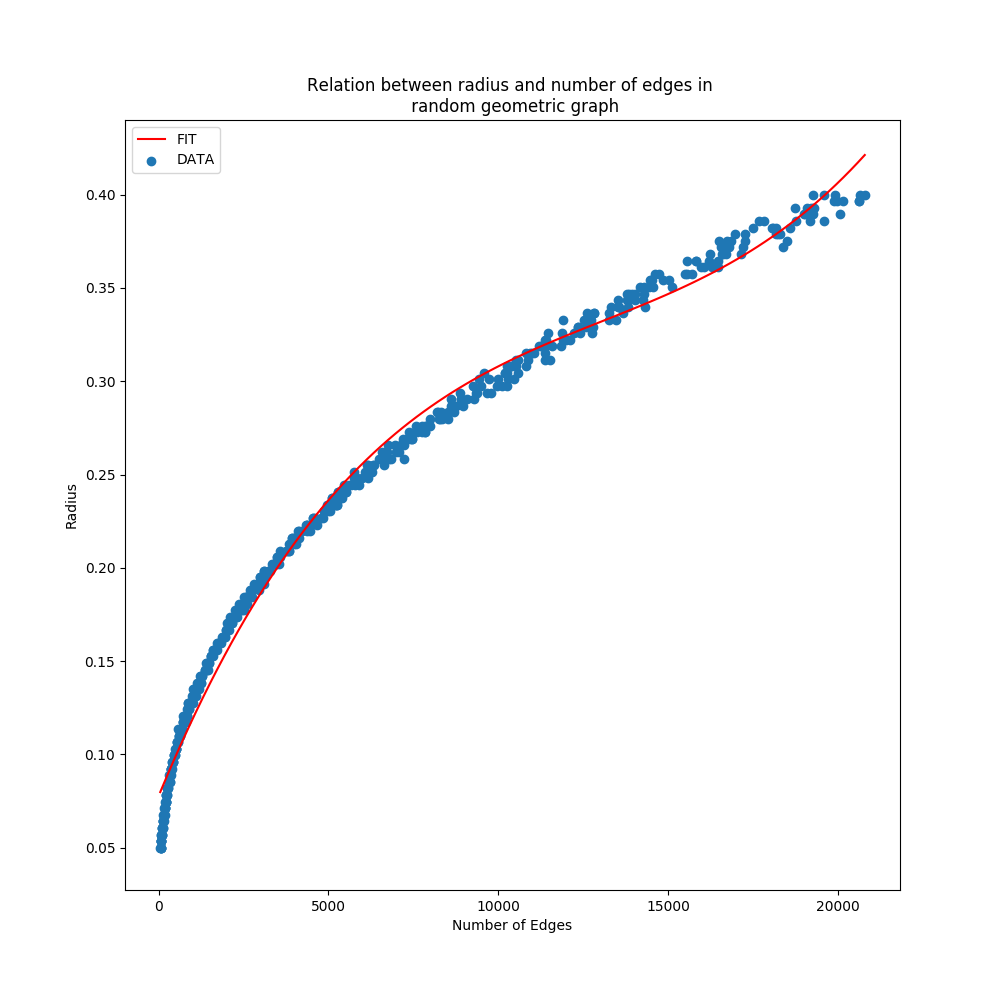 Relation between radius and number of edges in
random geometric graph
FIT
DATA
0.40
0.35
0.30
0.25
0.20
0.15
0.10
0.05
Radius
0
5000
10000
15000
20000
Number of Edges